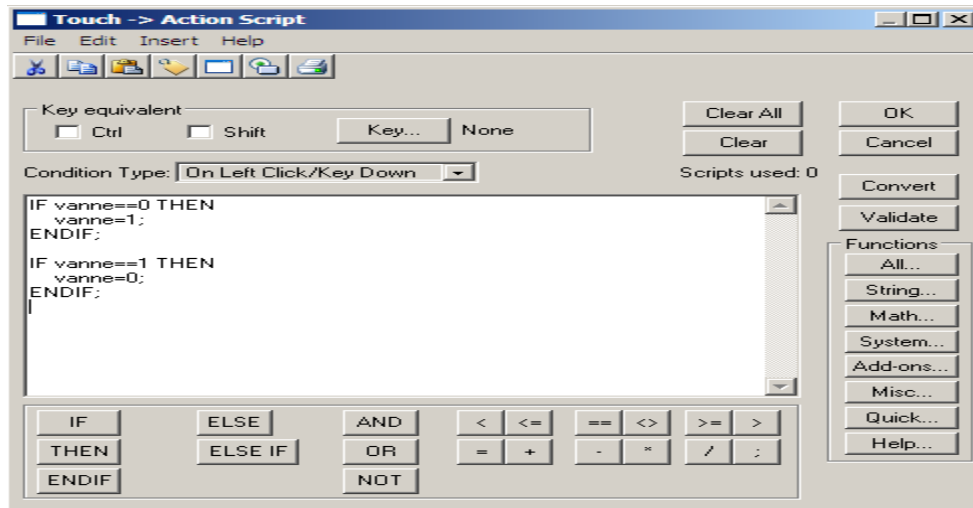 Touch -> Action Script
File Edit Insert Help
Key equivalent
Ctrl Shift Key... None
Clear All
OK
Clear
Cancel
Condition Type: On Left Click/Key Down
Scripts used: 0
Convert
Validate
IF vanne==0 THEN
vanne=1;
ENDIF;
IF vanne==1 THEN
vanne=0;
ENDIF;
Functions
All...
String...
Math...
System...
Add-ons...
Misc...
Quick...
Help...
IF ELSE AND < <= == <> >= >
THEN ELSE IF OR = + - * / ;
ENDIF NOT